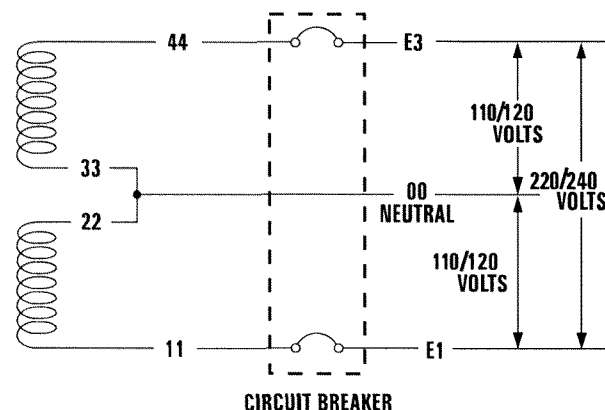 44
E3
110/120
VOLTS
33
00
NEUTRAL
220/240
VOLTS
22
110/120
VOLTS
11
E1
CIRCUIT BREAKER